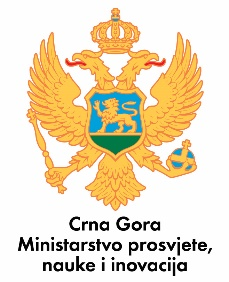 Crna Gora
Ministarstvo prosvjete,
nauke i inovacija